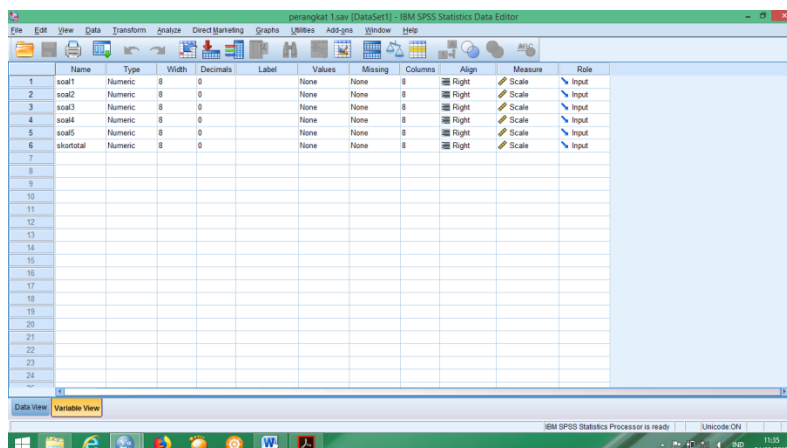 perangkat 1.sav [DataSet1] - IBM SPSS Statistics Data Editor
File Edit View Data Transform Analyze Direct Marketing Graphs Utilities Add-ons Window Help
Name Type Width Decimals Label Values Missing Columns Align Measure Role
1 soal1 Numeric 8 0 None None 8 Right Scale Input
2 soal2 Numeric 8 0 None None 8 Right Scale Input
3 soal3 Numeric 8 0 None None 8 Right Scale Input
4 soal4 Numeric 8 0 None None 8 Right Scale Input
5 soal5 Numeric 8 0 None None 8 Right Scale Input
6 skortotal Numeric 8 0 None None 8 Right Scale Input
7
8
9
10
11
12
13
14
15
16
17
18
19
20
21
22
23
24
Data View Variable View
IBM SPSS Statistics Processor is ready Unicode:ON
IND 11:35